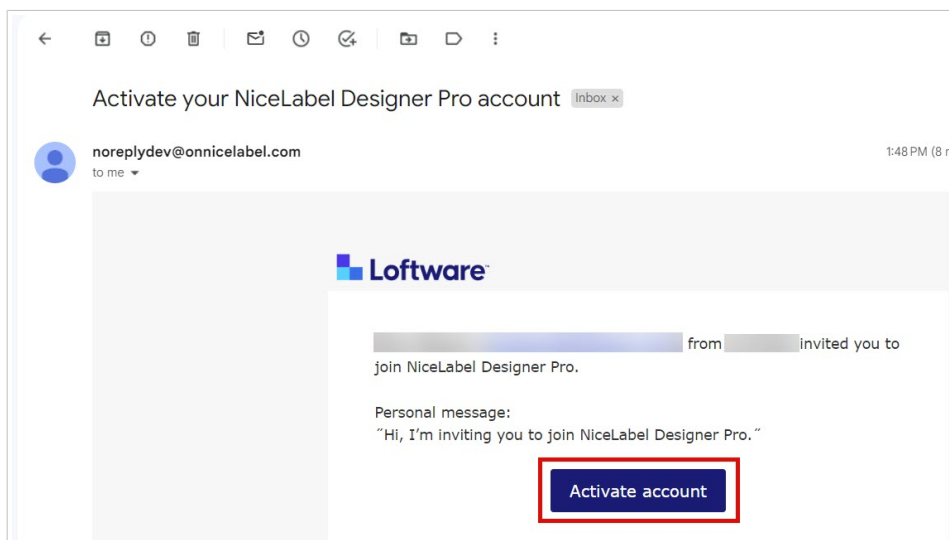 Activate your NiceLabel Designer Pro account Inbox ×
noreplydev@onnicelabel.com 1:48 PM (8
to me
Loftware™
from invited you to
join NiceLabel Designer Pro.
Personal message:
˝Hi, I’m inviting you to join NiceLabel Designer Pro.˝
Activate account